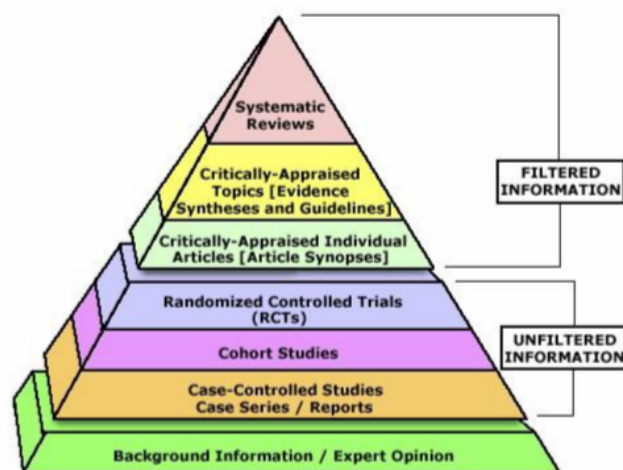 Systematic
Reviews
Critically-Appraised
Topics [Evidence
Syntheses and Guidelines]
FILTERED
INFORMATION
Critically-Appraised Individual
Articles [Article Synopses]
Randomized Controlled Trials
(RCTs)
UNFILTERED
INFORMATION
Cohort Studies
Case-Controlled Studies
Case Series / Reports
Background Information / Expert Opinion